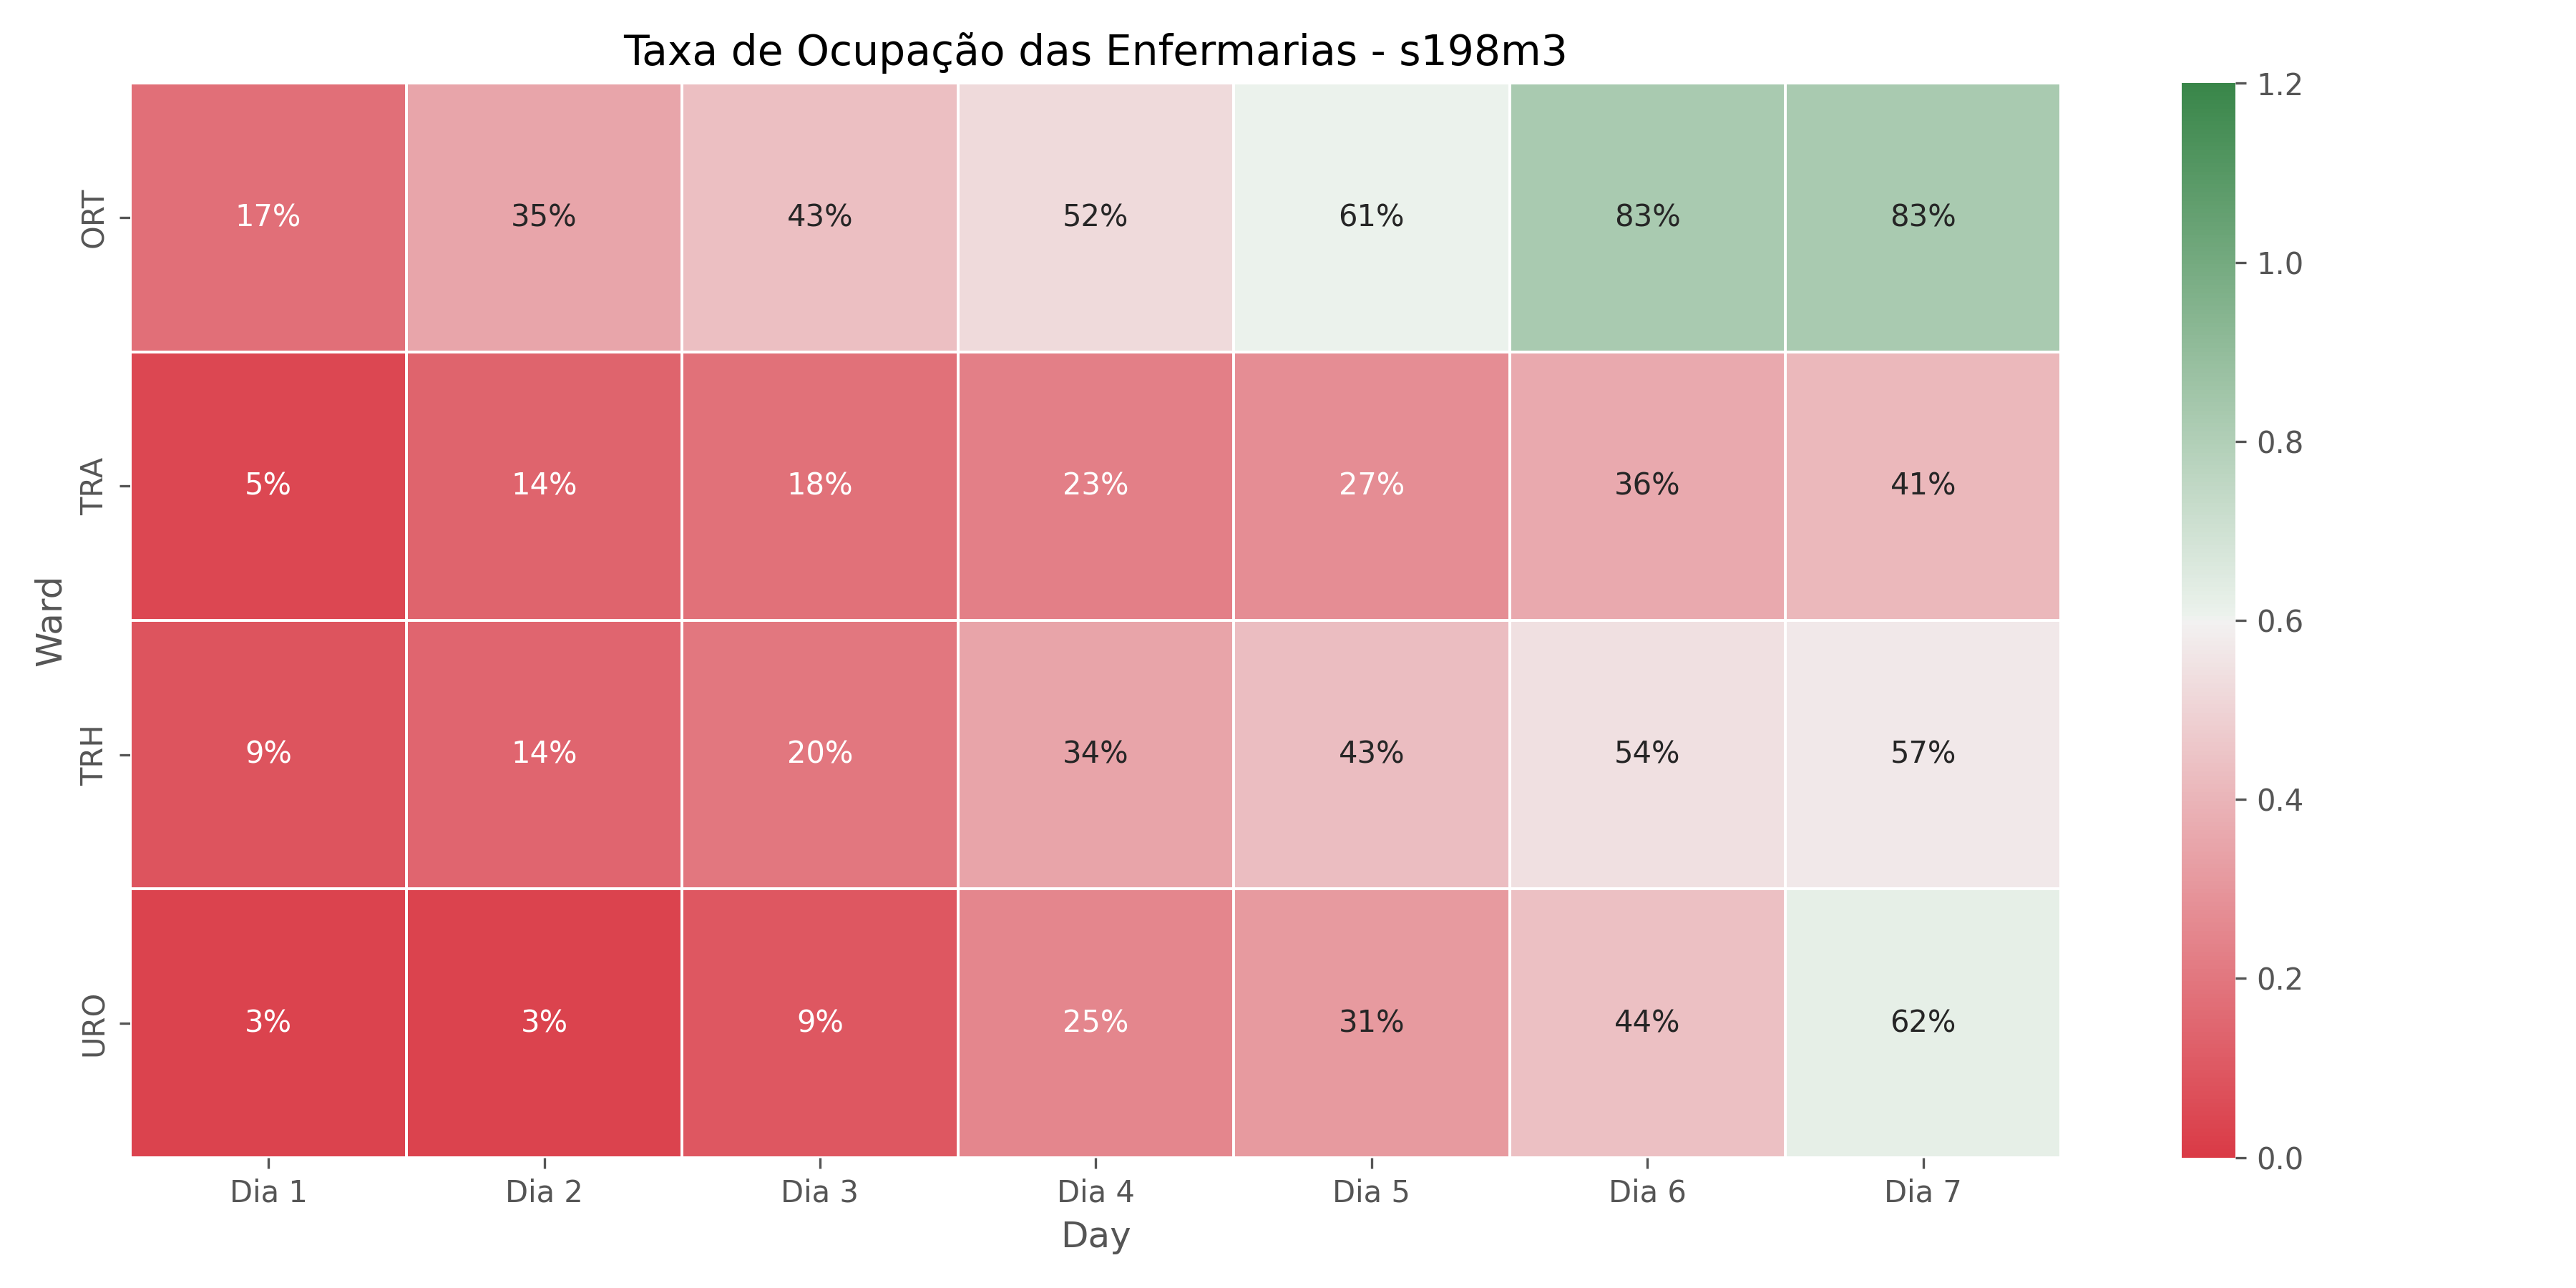 Taxa de Ocupação das Enfermarias - s198m3
Ward
ORT
17% 35% 43% 52% 61% 83% 83%
TRA
5% 14% 18% 23% 27% 36% 41%
TRH
9% 14% 20% 34% 43% 54% 57%
URO
3% 3% 9% 25% 31% 44% 62%
Dia 1 Dia 2 Dia 3 Dia 4 Dia 5 Dia 6 Dia 7
Day
1.2
1.0
0.8
0.6
0.4
0.2
0.0